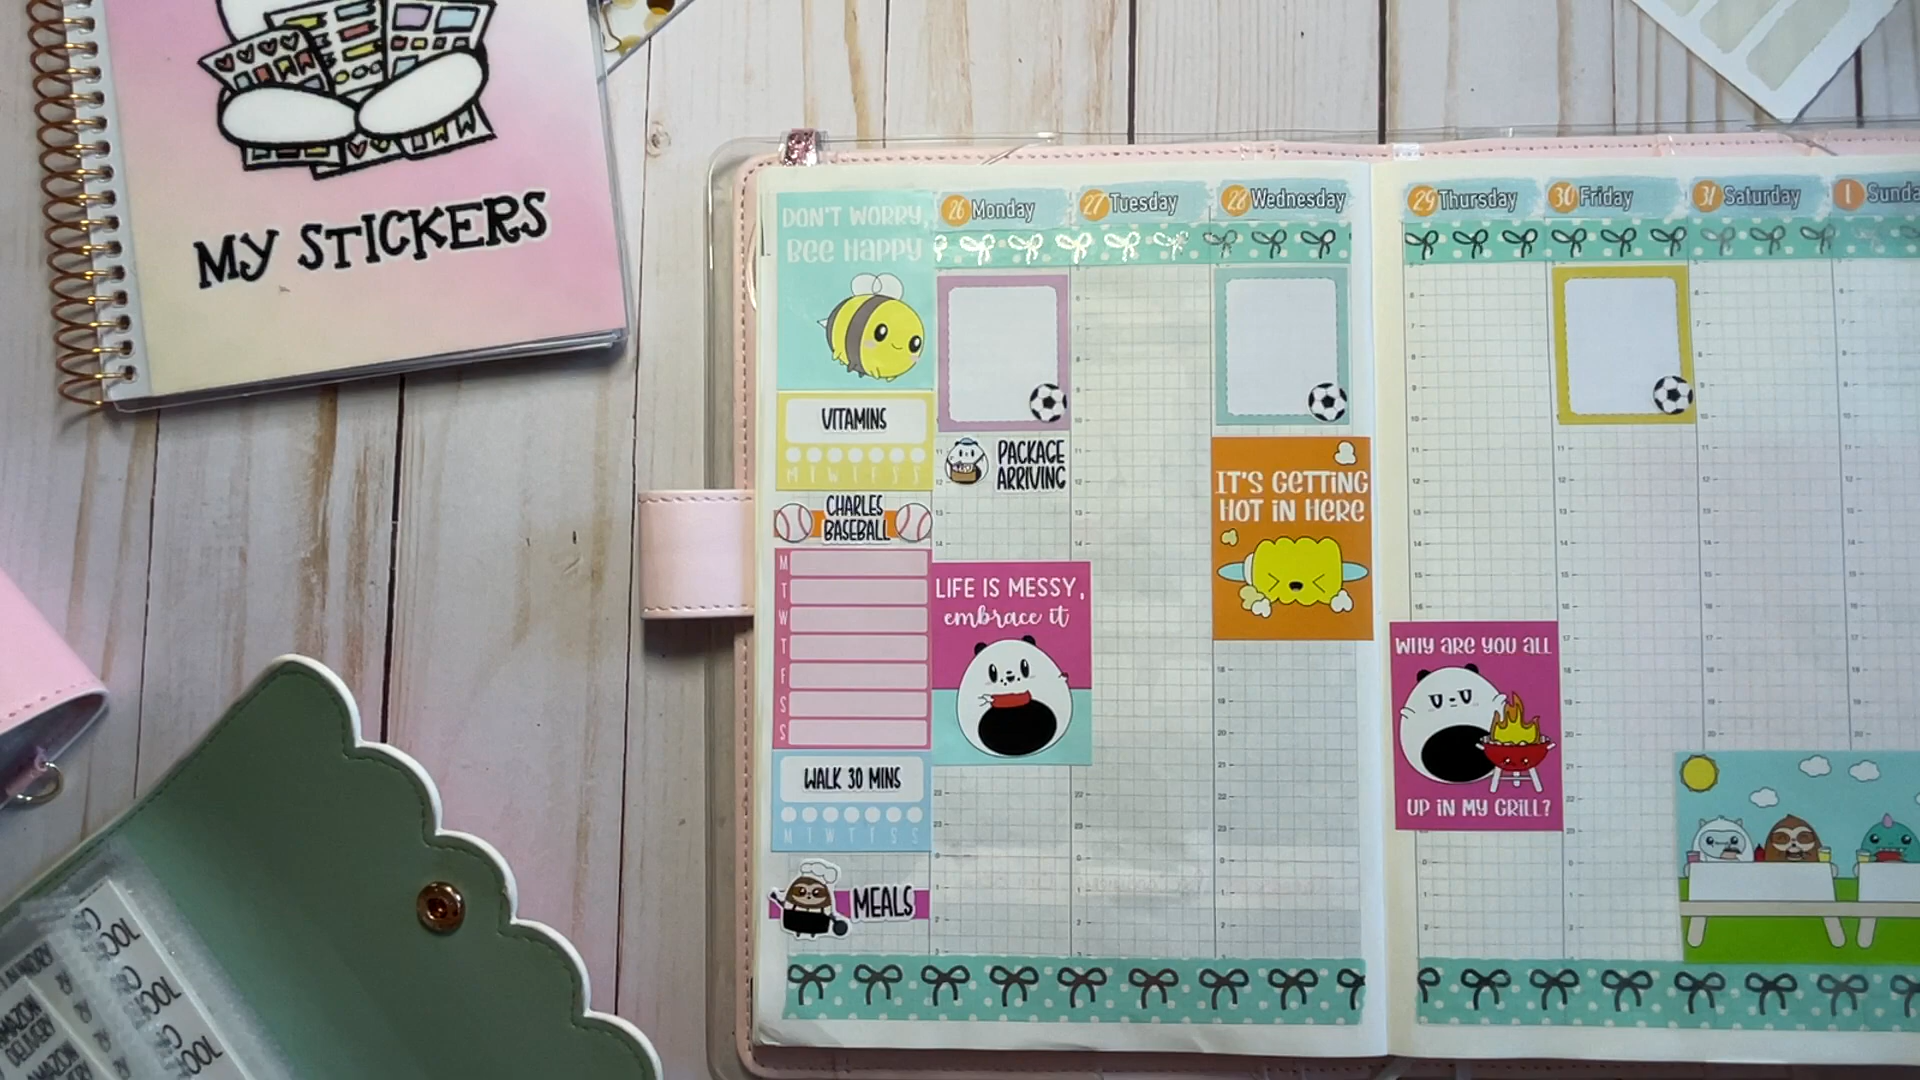 MY STICKERS
DON'T WORRY,
BEE HAPPY
26 Monday
27 Tuesday
28 Wednesday
29 Thursday
30 Friday
31 Saturday
1
VITAMINS
M T W T F S S
CHARLES
BASEBALL
M
T
W
T
F
S
S
WALK 30 MINS
M T W T F S S
MEALS
PACKAGE
ARRIVING
LIFE IS MESSY,
embrace it
IT'S GETTING
HOT IN HERE
WHY ARE YOU ALL
UP IN MY GRILL?